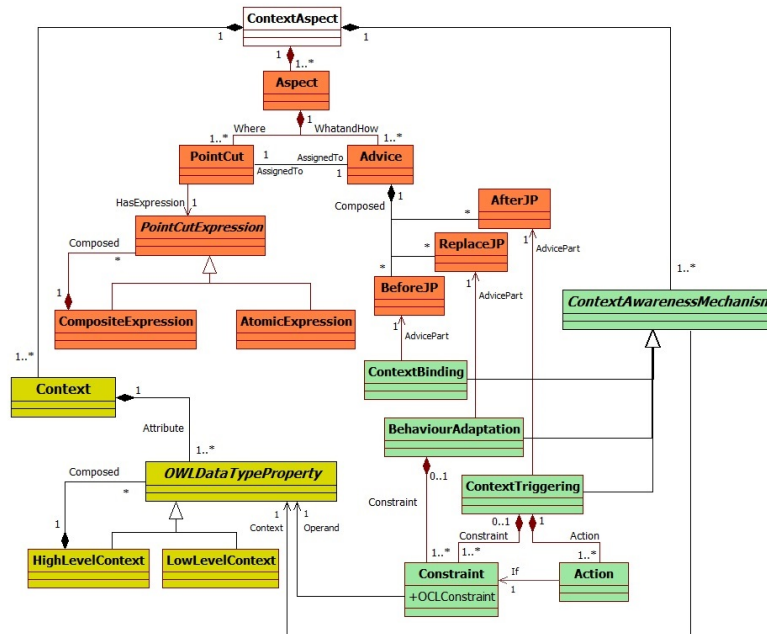 ContextAspect
1
1
1
1..*
Aspect
1
Where
WhatandHow
1..*
1..*
PointCut
1
AssignedTo
AssignedTo
1
Advice
HasExpression
1
Composed
1
AfterJP
*
PointCutExpression
ReplaceJP
1
AdvicePart
Composed
*
*
*
BeforeJP
1
AdvicePart
1..*
ContextAwarenessMechanism
1
CompositeExpression
AtomicExpression
1
AdvicePart
1..*
ContextBinding
Context
1
BehaviourAdaptation
Attribute
1..*
Composed
*
OWLDataTypeProperty
0..1
ContextTriggering
Constraint
1
1
Context
Operand
Constraint
0..1
1
Action
1
1..*
1..*
1..*
HighLevelContext
LowLevelContext
Constraint
+OCLConstraint
If
1
Action